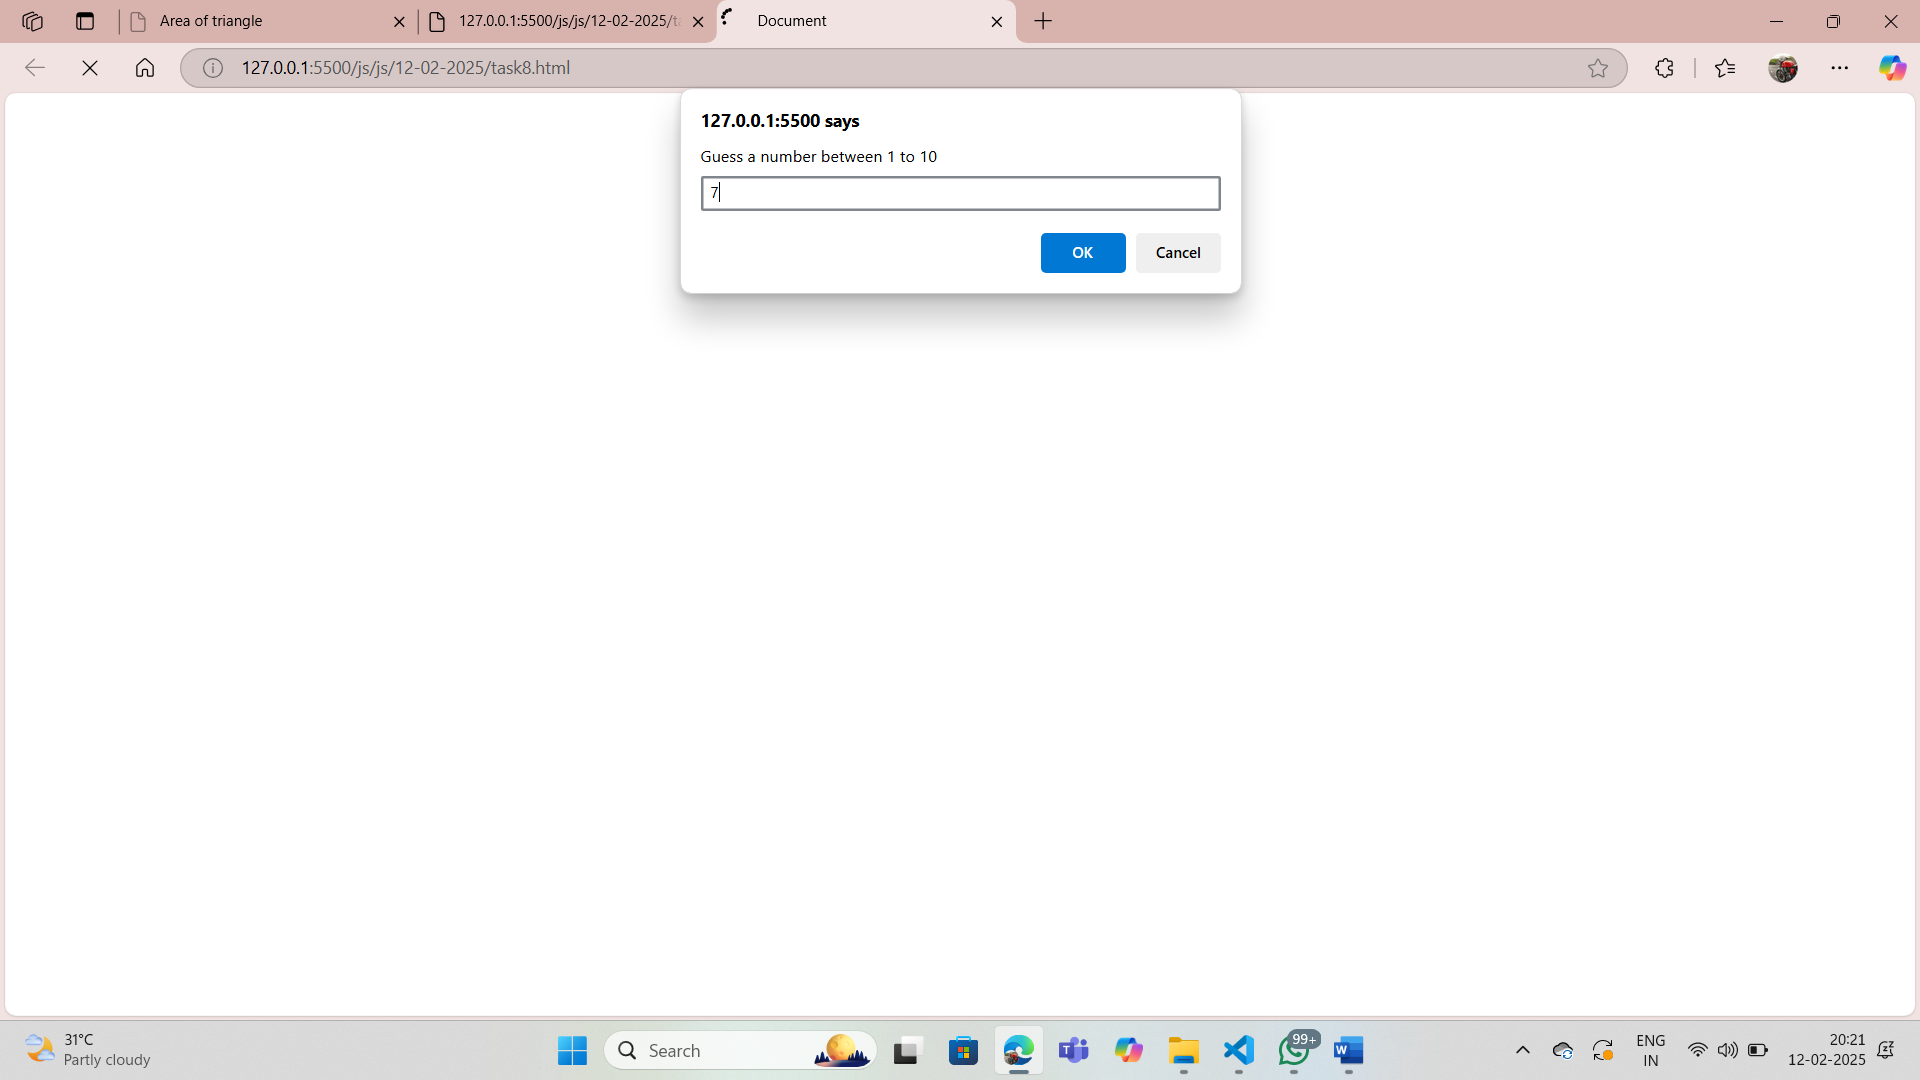 Area of triangle
127.0.0.1:5500/js/js/12-02-2025/ta
Document
127.0.0.1:5500/js/js/12-02-2025/task8.html
127.0.0.1:5500 says
Guess a number between 1 to 10
7
OK
Cancel
31°C
Partly cloudy
Search
99+
ENG
IN
20:21
12-02-2025